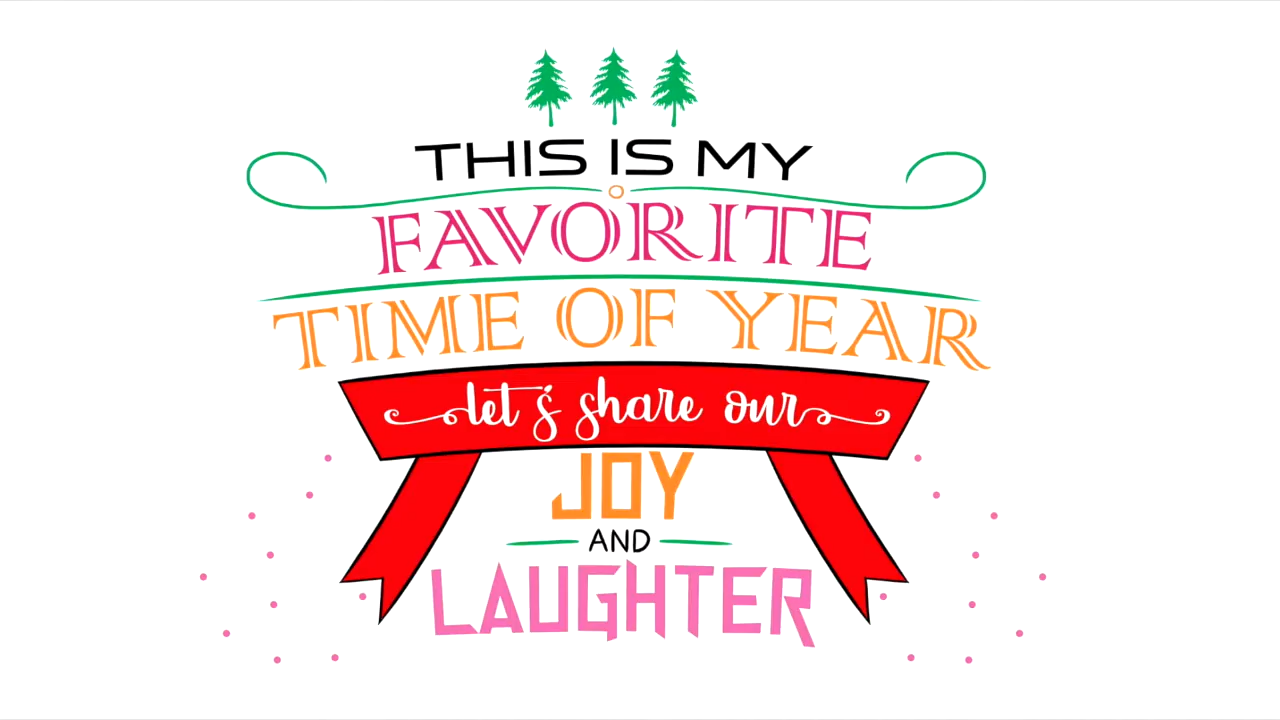 THIS IS MY
FAVORITE
TIME OF YEAR
let's share our
JOY
AND
LAUGHTER